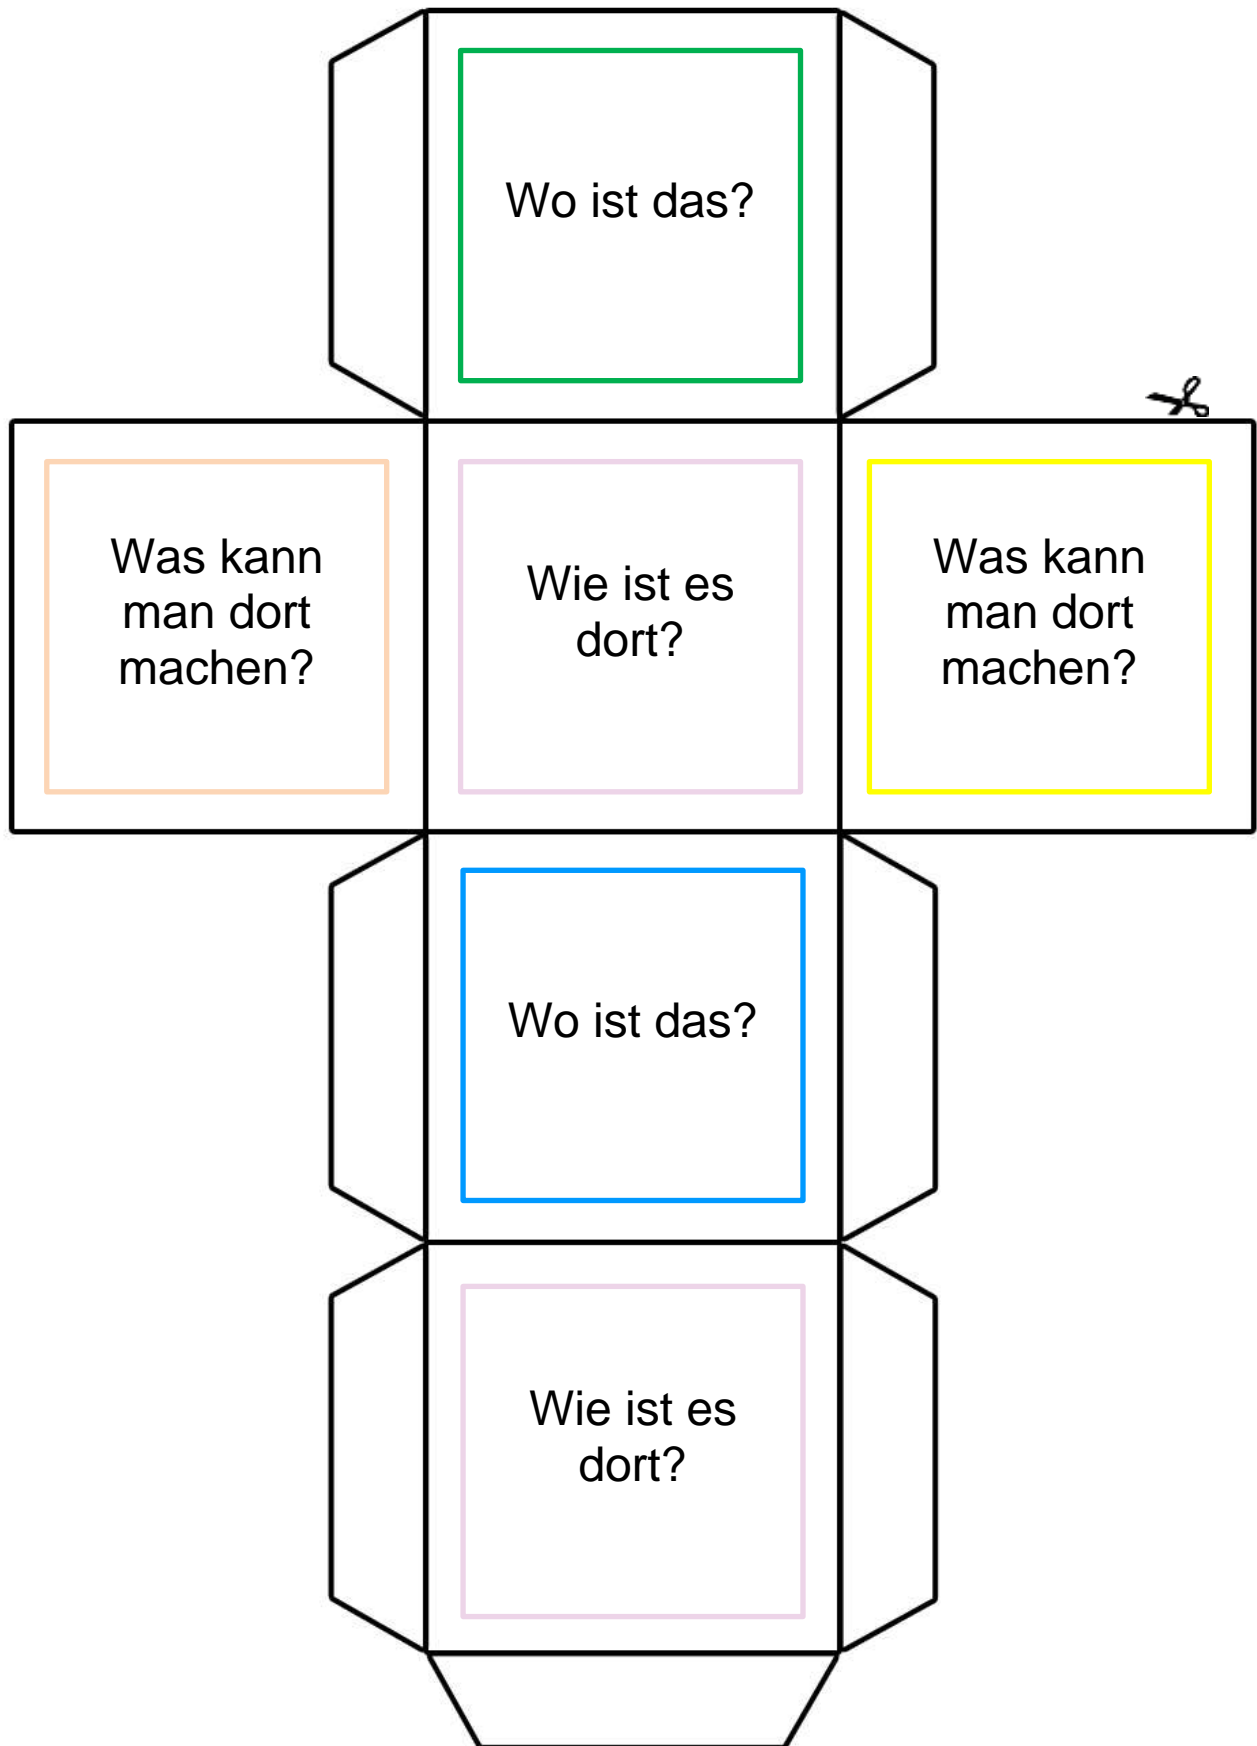 Wo ist das?
Was kann
man dort
machen?
Wie ist es
dort?
Was kann
man dort
machen?
Wo ist das?
Wie ist es
dort?